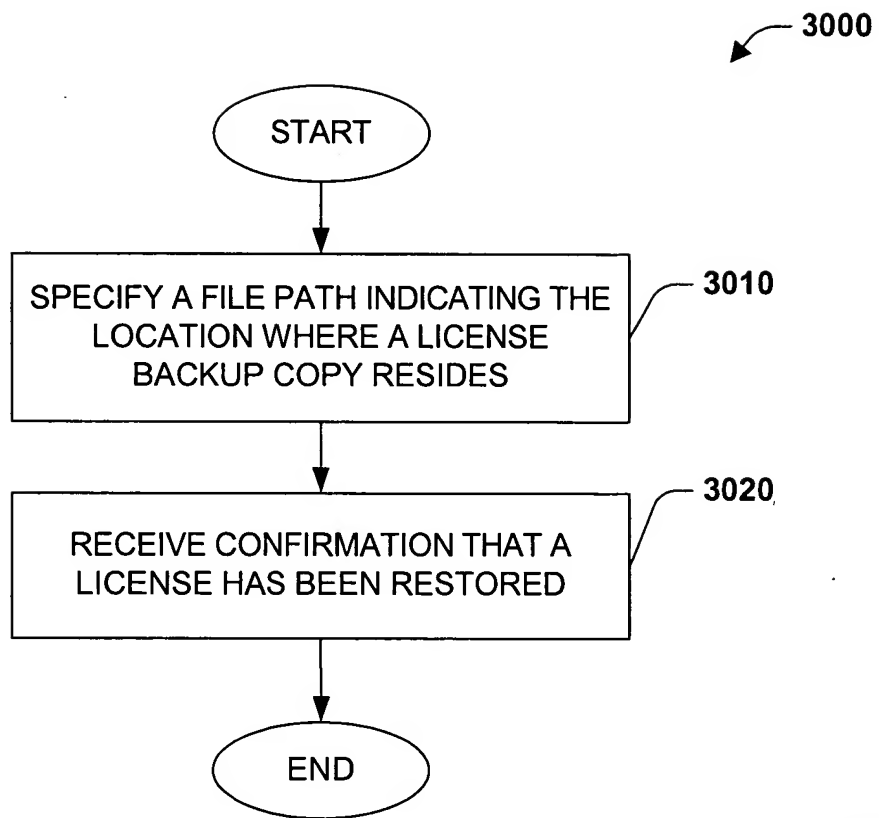 3000
START
SPECIFY A FILE PATH INDICATING THE
LOCATION WHERE A LICENSE
BACKUP COPY RESIDES
3010
RECEIVE CONFIRMATION THAT A
LICENSE HAS BEEN RESTORED
3020
END